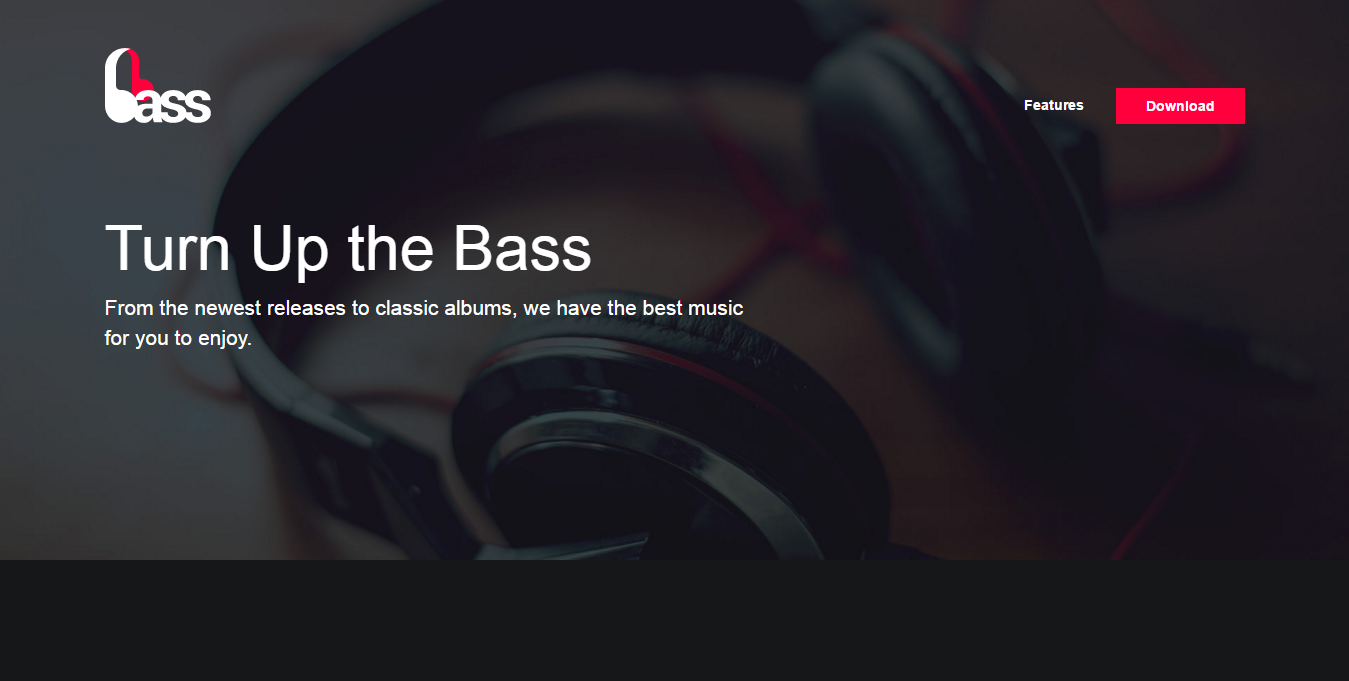 bass
Features
Download
Turn Up the Bass
From the newest releases to classic albums, we have the best music
for you to enjoy.